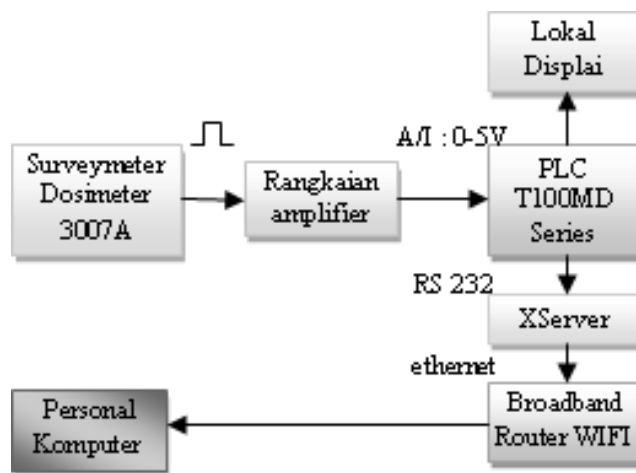 Lokal
Displai
A/I : 0-5V
Surveymeter
Dosimeter
3007A
Rangkaian
amplifier
PLC
T100MD
Series
RS 232
XServer
ethernet
Broadband
Router WIFI
Personal
Komputer